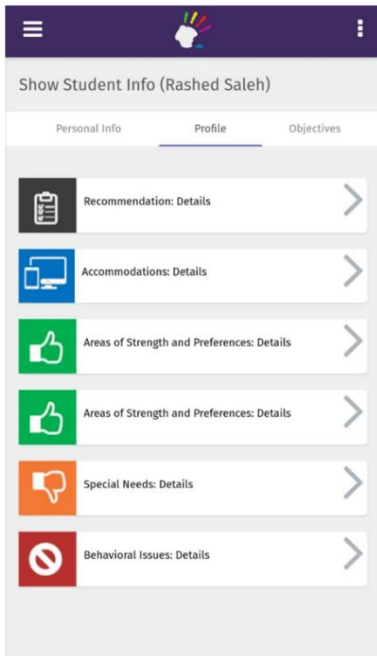 Show Student Info (Rashed Saleh)
Personal Info Profile Objectives
Recommendation: Details
Accommodations: Details
Areas of Strength and Preferences: Details
Areas of Strength and Preferences: Details
Special Needs: Details
Behavioral Issues: Details